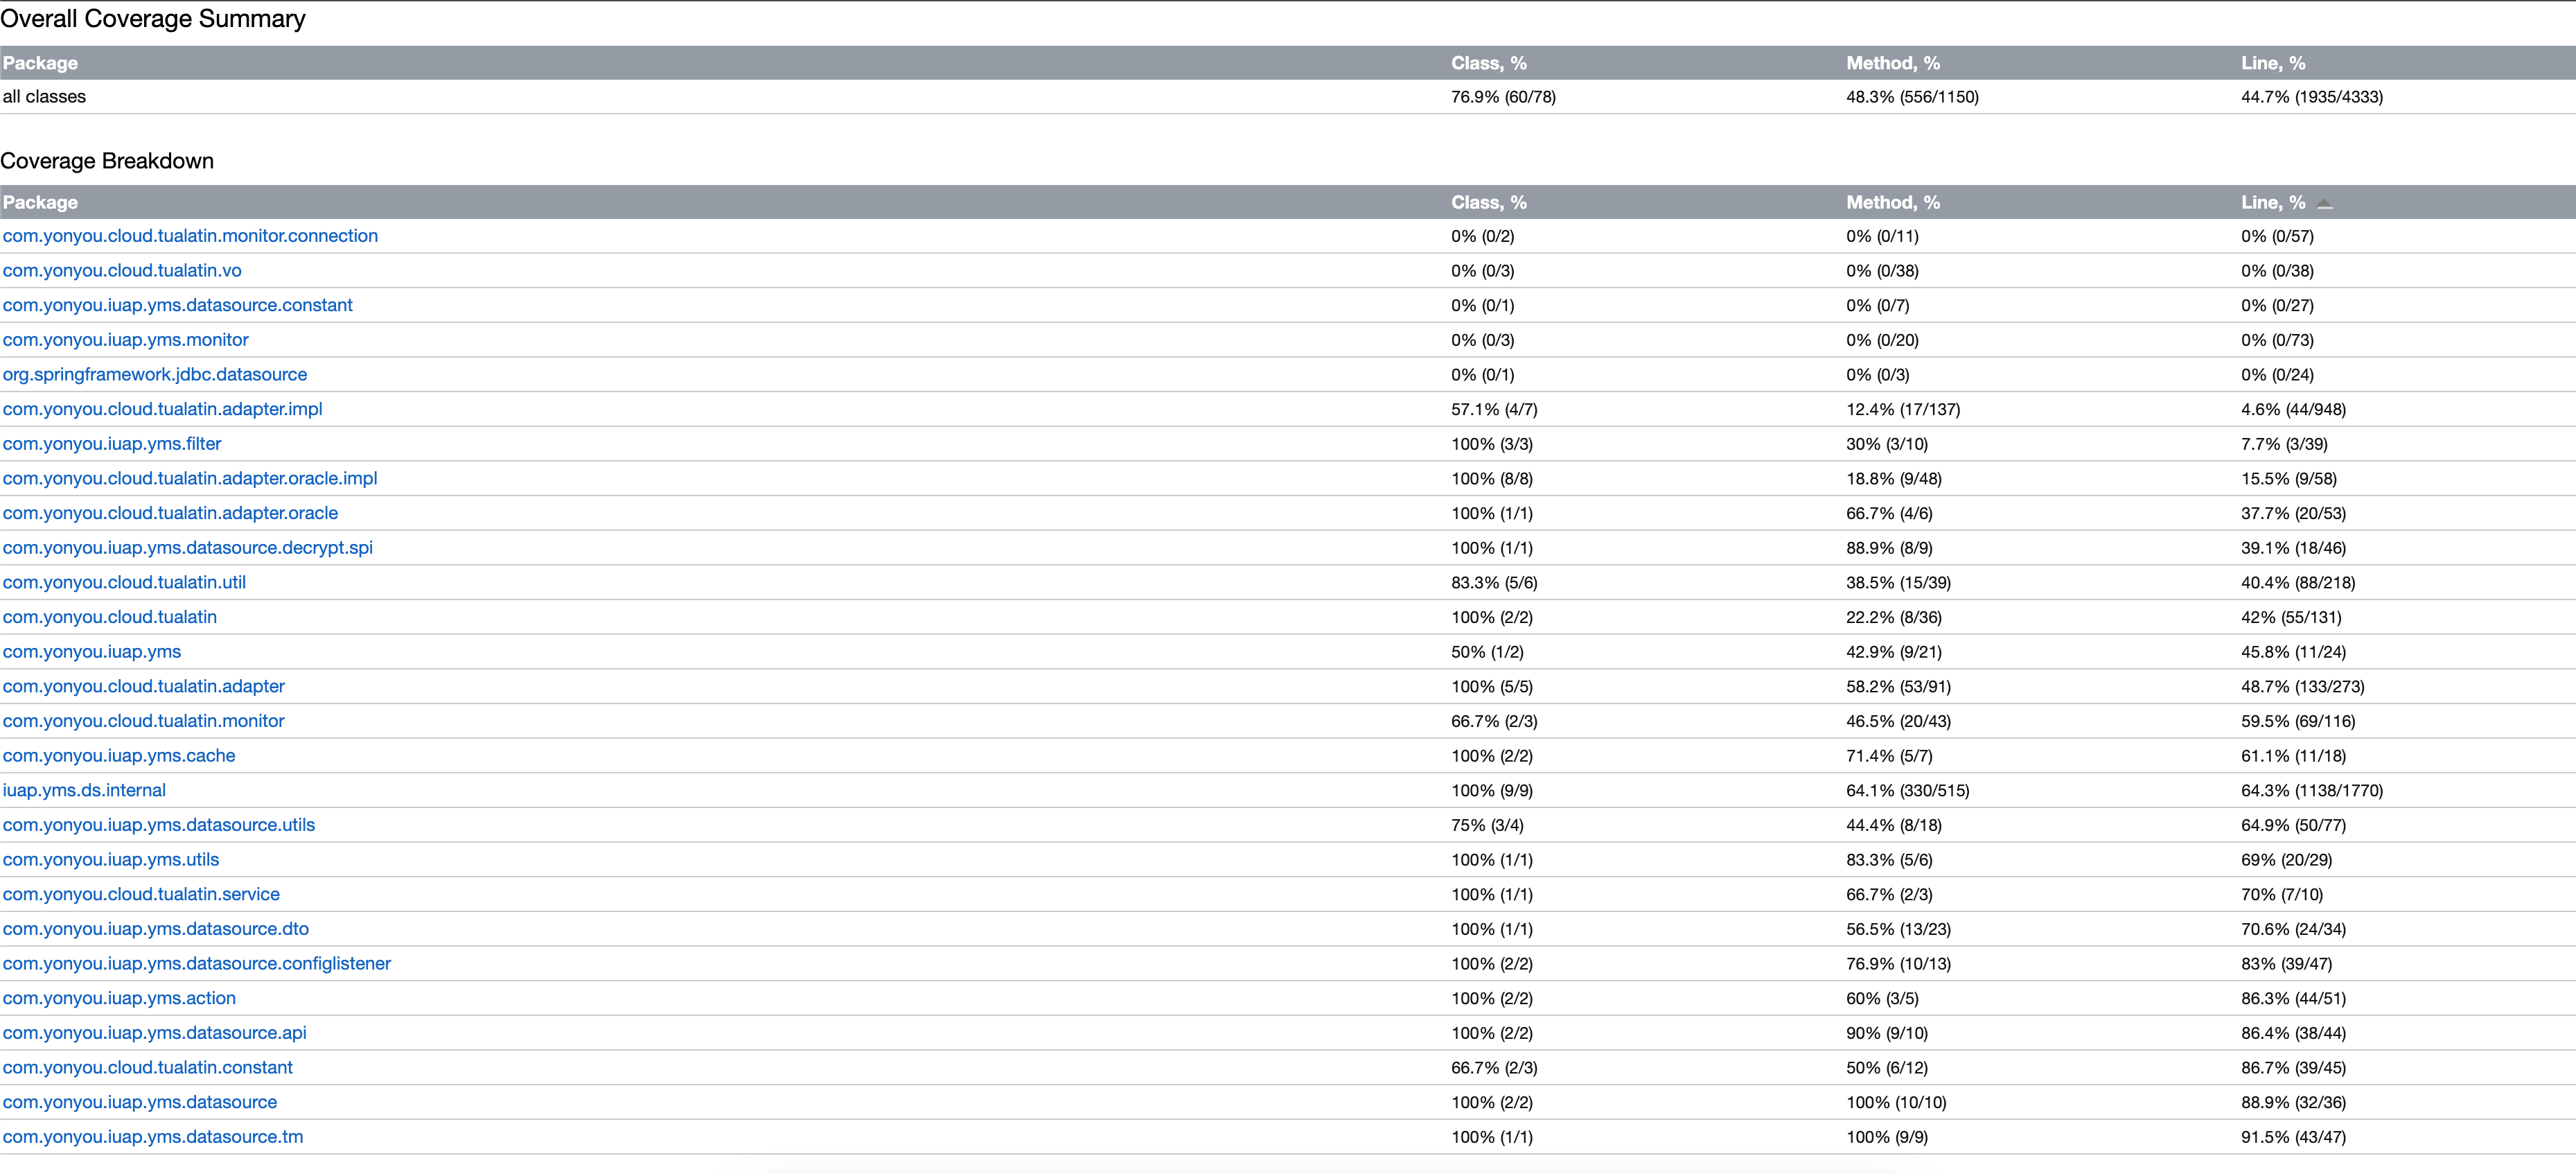 Overall Coverage Summary
Package Class, % Method, % Line, %
all classes 76.9% (60/78) 48.3% (556/1150) 44.7% (1935/4333)
Coverage Breakdown
Package Class, % Method, % Line, %
com.yonyou.cloud.tualatin.monitor.connection 0% (0/2) 0% (0/11) 0% (0/57)
com.yonyou.cloud.tualatin.vo 0% (0/3) 0% (0/38) 0% (0/38)
com.yonyou.iuap.yms.datasource.constant 0% (0/1) 0% (0/7) 0% (0/27)
com.yonyou.iuap.yms.monitor 0% (0/3) 0% (0/20) 0% (0/73)
org.springframework.jdbc.datasource 0% (0/1) 0% (0/3) 0% (0/24)
com.yonyou.cloud.tualatin.adapter.impl 57.1% (4/7) 12.4% (17/137) 4.6% (44/948)
com.yonyou.iuap.yms.filter 100% (3/3) 30% (3/10) 7.7% (3/39)
com.yonyou.cloud.tualatin.adapter.oracle.impl 100% (8/8) 18.8% (9/48) 15.5% (9/58)
com.yonyou.cloud.tualatin.adapter.oracle 100% (1/1) 66.7% (4/6) 37.7% (20/53)
com.yonyou.iuap.yms.datasource.decrypt.spi 100% (1/1) 88.9% (8/9) 39.1% (18/46)
com.yonyou.cloud.tualatin.util 83.3% (5/6) 38.5% (15/39) 40.4% (88/218)
com.yonyou.cloud.tualatin 100% (2/2) 22.2% (8/36) 42% (55/131)
com.yonyou.iuap.yms 50% (1/2) 42.9% (9/21) 45.8% (11/24)
com.yonyou.cloud.tualatin.adapter 100% (5/5) 58.2% (53/91) 48.7% (133/273)
com.yonyou.cloud.tualatin.monitor 66.7% (2/3) 46.5% (20/43) 59.5% (69/116)
com.yonyou.iuap.yms.cache 100% (2/2) 71.4% (5/7) 61.1% (11/18)
iuap.yms.ds.internal 100% (9/9) 64.1% (330/515) 64.3% (1138/1770)
com.yonyou.iuap.yms.datasource.utils 75% (3/4) 44.4% (8/18) 64.9% (50/77)
com.yonyou.iuap.yms.utils 100% (1/1) 83.3% (5/6) 69% (20/29)
com.yonyou.cloud.tualatin.service 100% (1/1) 66.7% (2/3) 70% (7/10)
com.yonyou.iuap.yms.datasource.dto 100% (1/1) 56.5% (13/23) 70.6% (24/34)
com.yonyou.iuap.yms.datasource.configlistener 100% (2/2) 76.9% (10/13) 83% (39/47)
com.yonyou.iuap.yms.action 100% (2/2) 60% (3/5) 86.3% (44/51)
com.yonyou.iuap.yms.datasource.api 100% (2/2) 90% (9/10) 86.4% (38/44)
com.yonyou.cloud.tualatin.constant 66.7% (2/3) 50% (6/12) 86.7% (39/45)
com.yonyou.iuap.yms.datasource 100% (2/2) 100% (10/10) 88.9% (32/36)
com.yonyou.iuap.yms.datasource.tm 100% (1/1) 100% (9/9) 91.5% (43/47)